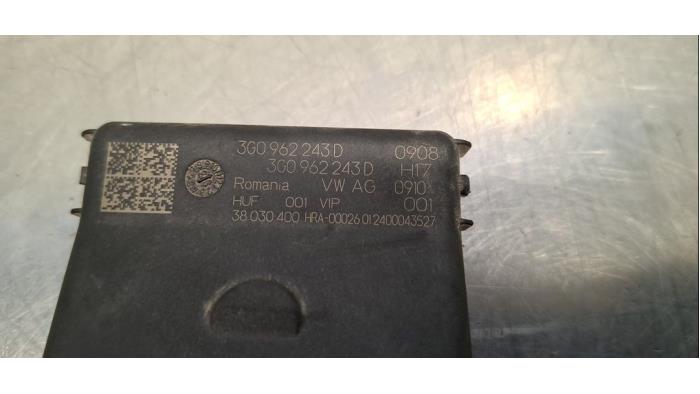 3G0 962 243 D 0908
3G0 962 243 D H17
Romania VW AG 0910
HUF 001 VIP 001
38 030 400 HRA-00026 012400043527